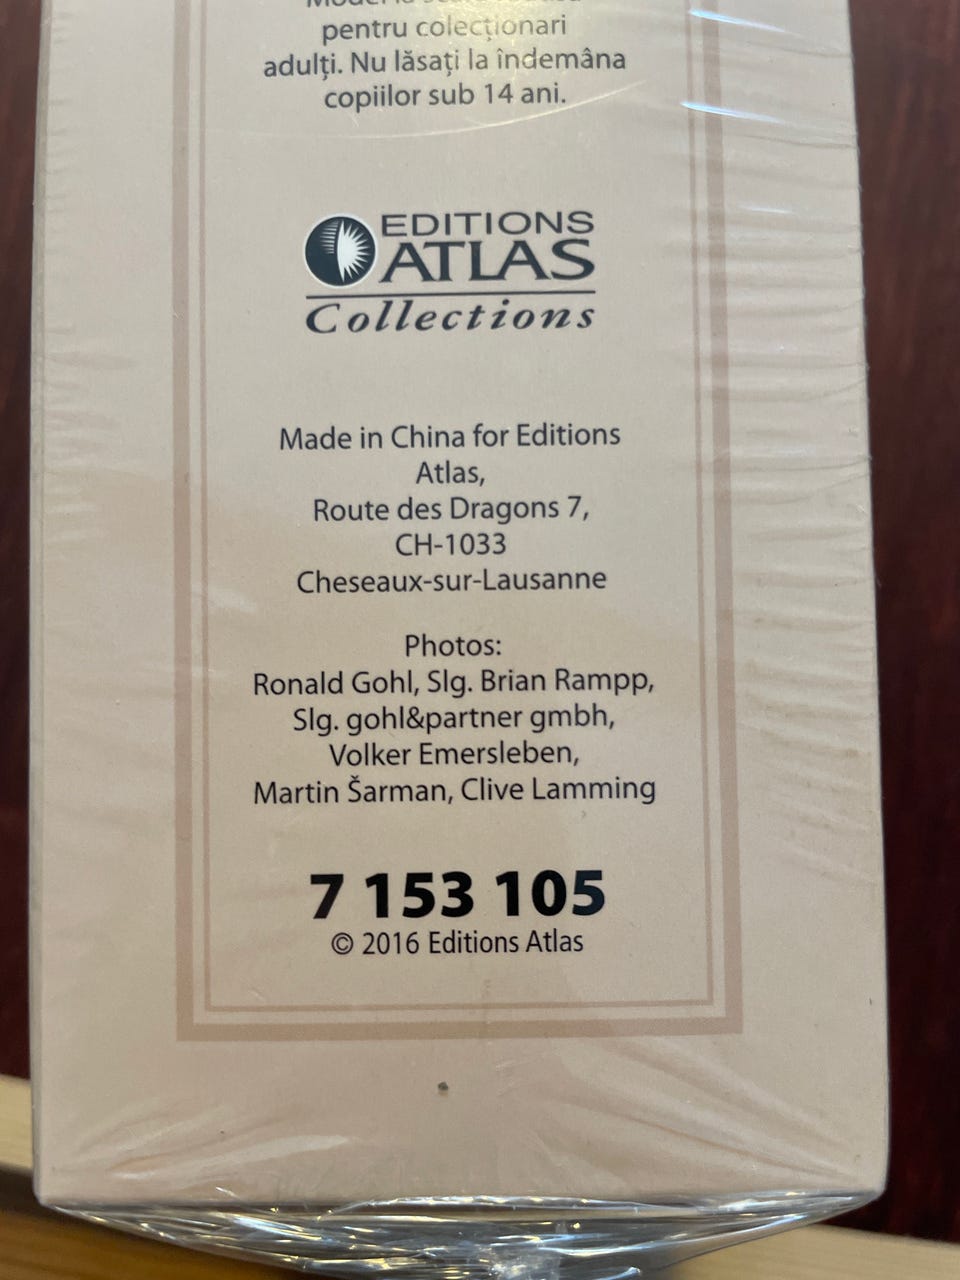 pentru colecționari
adulți. Nu lăsați la îndemâna
copiilor sub 14 ani.
EDITIONS
ATLAS
Collections
Made in China for Editions
Atlas,
Route des Dragons 7,
CH-1033
Cheseaux-sur-Lausanne
Photos:
Ronald Gohl, Slg. Brian Rampp,
Slg. gohl&partner gmbh,
Volker Emersleben,
Martin Šarman, Clive Lamming
7 153 105
© 2016 Editions Atlas